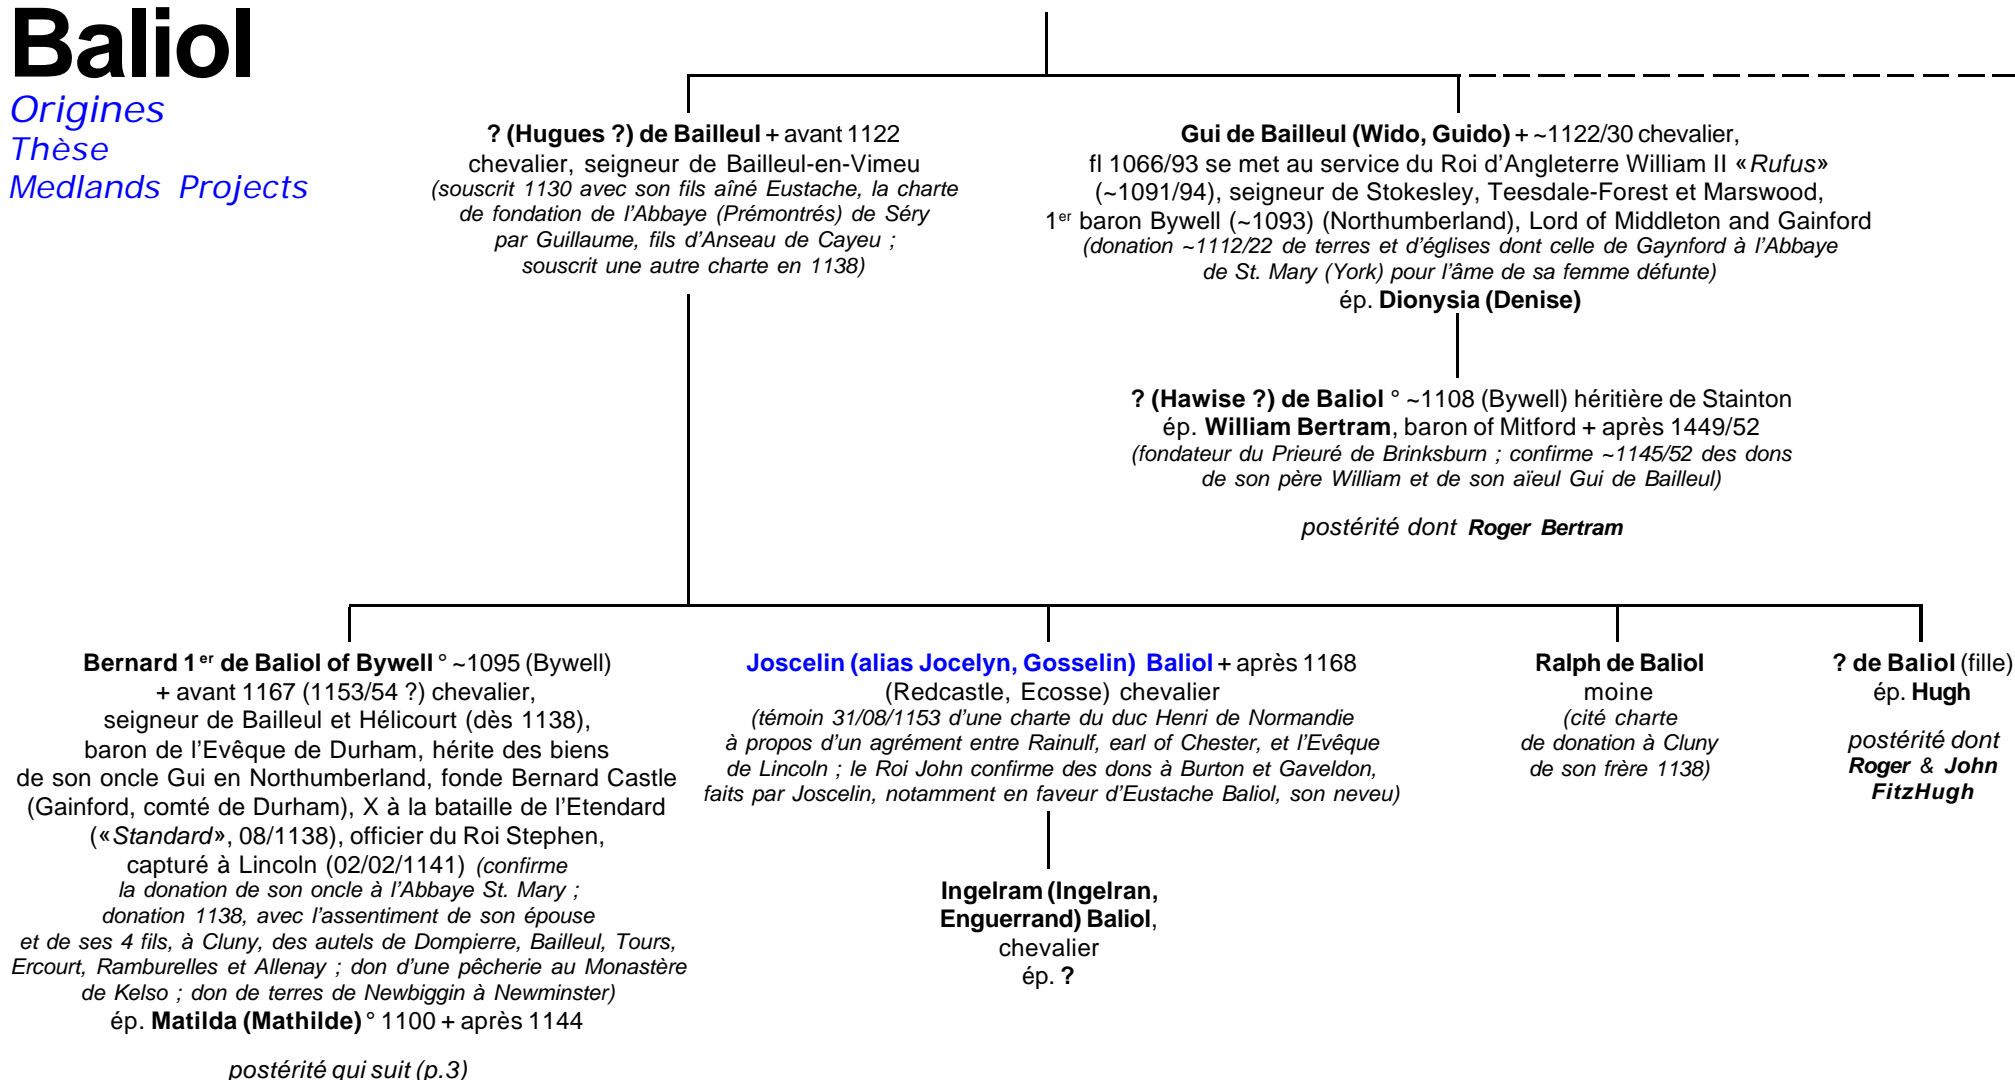 Baliol
Origines
Thèse
Medlands Projects
? (Hugues ?) de Bailleul + avant 1122
chevalier, seigneur de Bailleul-en-Vimeu
(souscrit 1130 avec son fils aîné Eustache, la charte
de fondation de l'Abbaye (Prémontrés) de Séry
par Guillaume, fils d'Anseau de Cayeu ;
souscrit une autre charte en 1138)
Gui de Bailleul (Wido, Guido) + ~1122/30 chevalier,
fl 1066/93 se met au service du Roi d'Angleterre William II «Rufus»
(~1091/94), seigneur de Stokesley, Teesdale-Forest et Marswood,
1er baron Bywell (~1093) (Northumberland), Lord of Middleton and Gainford
(donation ~1112/22 de terres et d'églises dont celle de Gaynford à l'Abbaye
de St. Mary (York) pour l'âme de sa femme défunte)
ép. Dionysia (Denise)
? (Hawise ?) de Baliol ° ~1108 (Bywell) héritière de Stainton
ép. William Bertram, baron of Mitford + après 1449/52
(fondateur du Prieuré de Brinksburn ; confirme ~1145/52 des dons
de son père William et de son aïeul Gui de Bailleul)
postérité dont Roger Bertram
Bernard 1er de Baliol of Bywell ° ~1095 (Bywell)
+ avant 1167 (1153/54 ?) chevalier,
seigneur de Bailleul et Hélicourt (dès 1138),
baron de l'Evêque de Durham, hérite des biens
de son oncle Gui en Northumberland, fonde Bernard Castle
(Gainford, comté de Durham), X à la bataille de l'Etendard
(«Standard», 08/1138), officier du Roi Stephen,
capturé à Lincoln (02/02/1141) (confirme
la donation de son oncle à l'Abbaye St. Mary ;
donation 1138, avec l'assentiment de son épouse
et de ses 4 fils, à Cluny, des autels de Dompierre, Bailleul, Tours,
Ercourt, Ramburelles et Allenay ; don d'une pêcherie au Monastère
de Kelso ; don de terres de Newbiggin à Newminster)
ép. Matilda (Mathilde) ° 1100 + après 1144
postérité qui suit (p.3)
Joscelin (alias Jocelyn, Gosselin) Baliol + après 1168
(Redcastle, Ecosse) chevalier
(témoin 31/08/1153 d'une charte du duc Henri de Normandie
à propos d'un agrément entre Rainulf, earl of Chester, et l'Evêque
de Lincoln ; le Roi John confirme des dons à Burton et Gaveldon,
faits par Joscelin, notamment en faveur d'Eustache Baliol, son neveu)
Ingelram (Ingelran,
Enguerrand) Baliol,
chevalier
ép. ?
Ralph de Baliol
moine
(cité charte
de donation à Cluny
de son frère 1138)
? de Baliol (fille)
ép. Hugh
postérité dont
Roger & John
FitzHugh